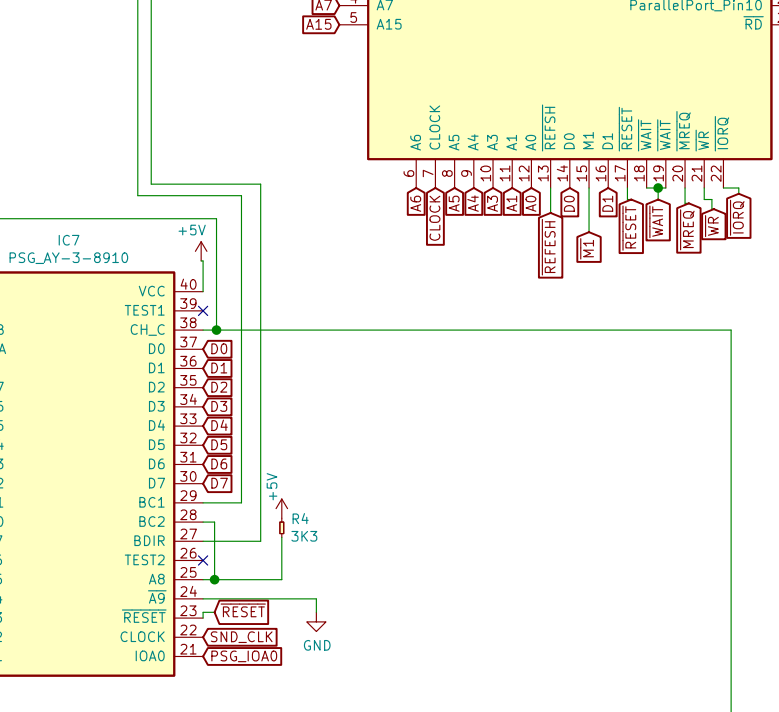 A7
A7
ParallelPort_Pin10
A15
5
A15
RD
A6
CLOCK
A5
A4
A3
A1
A0
REFSH
D0
M1
D1
RESET
WAIT
WAIT
MREQ
WR
IORQ
6
7
8
9
10
11
12
13
14
15
16
17
18
19
20
21
22
A6
CLOCK
A5
A4
A3
A1
A0
REFESH
D0
M1
D1
RESET
WAIT
MREQ
WR
IORQ
IC7
PSG_AY-3-8910
+5V
VCC 40
TEST1 39
CH_C 38
D0 37 D0
D1 36 D1
D2 35 D2
D3 34 D3
D4 33 D4
D5 32 D5
D6 31 D6
D7 30 D7
BC1 29
BC2 28
BDIR 27
TEST2 26
A8 25
A9 24
RESET 23 RESET
CLOCK 22 SND_CLK
IOA0 21 PSG_IOA0
+5V
R4
3K3
GND